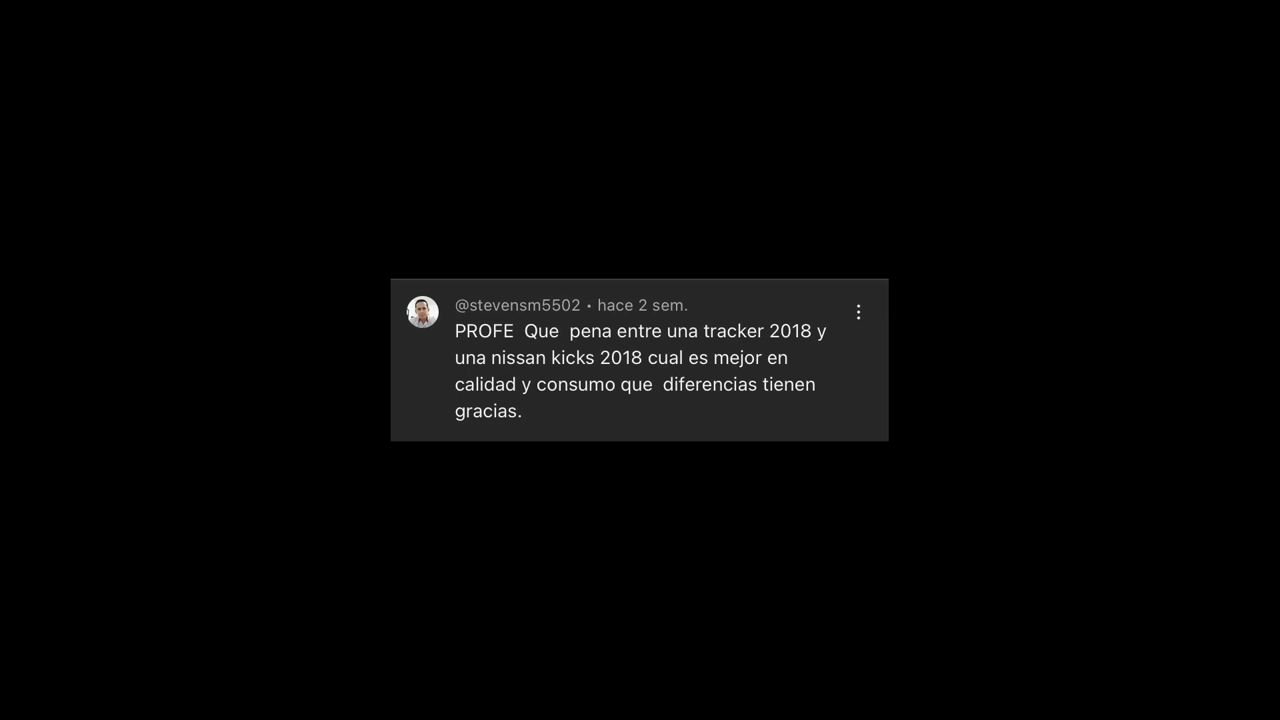 @stevensm5502 • hace 2 sem.
PROFE  Que  pena entre una tracker 2018 y
una nissan kicks 2018 cual es mejor en
calidad y consumo que  diferencias tienen
gracias.